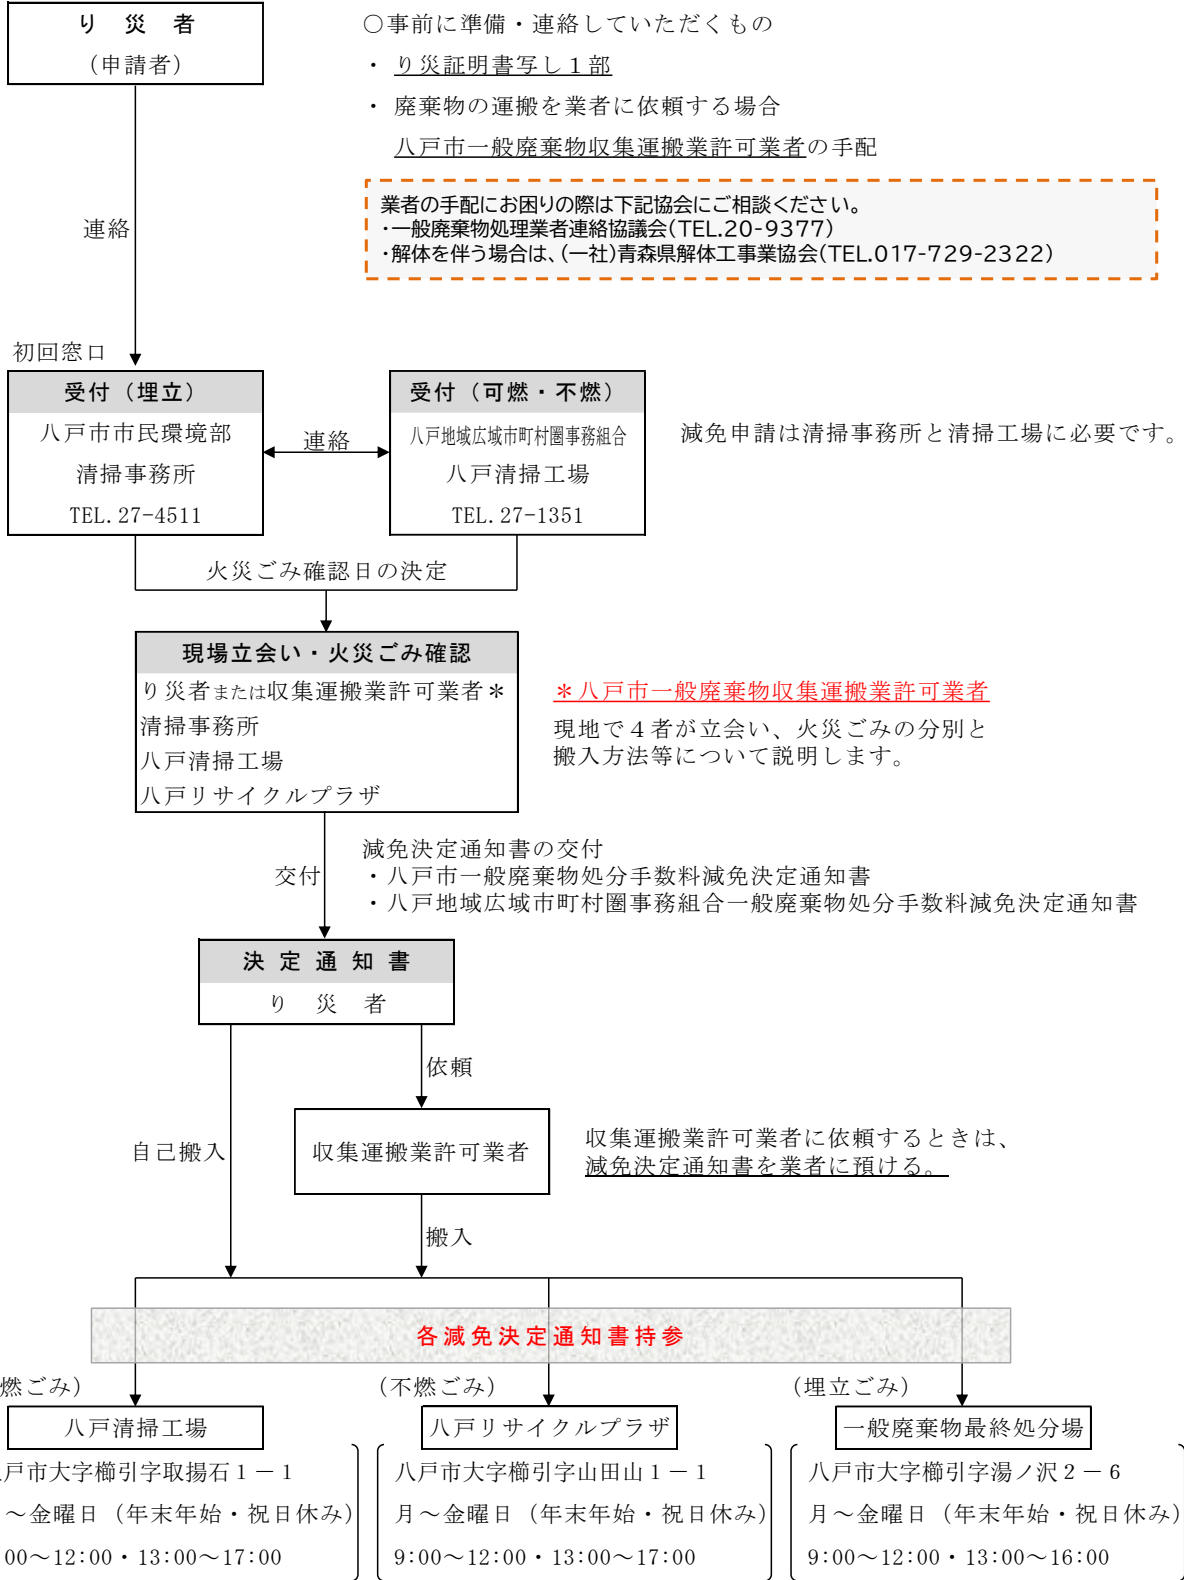 り 災 者
（申請者）
〇事前に準備・連絡していただくもの
・ り災証明書写し１部
・ 廃棄物の運搬を業者に依頼する場合
八戸市一般廃棄物収集運搬業許可業者の手配
業者の手配にお困りの際は下記協会にご相談ください。
・一般廃棄物処理業者連絡協議会(TEL.20-9377)
・解体を伴う場合は、(一社)青森県解体工事業協会(TEL.017-729-2322)
連絡
初回窓口
受付（埋立）
八戸市市民環境部
清掃事務所
TEL.27-4511
連絡
受付（可燃・不燃）
八戸地域広域市町村圏事務組合
八戸清掃工場
TEL.27-1351
減免申請は清掃事務所と清掃工場に必要です。
火災ごみ確認日の決定
現場立会い・火災ごみ確認
り災者または収集運搬業許可業者＊
清掃事務所
八戸清掃工場
八戸リサイクルプラザ
＊八戸市一般廃棄物収集運搬業許可業者
現地で４者が立会い、火災ごみの分別と
搬入方法等について説明します。
交付
減免決定通知書の交付
・八戸市一般廃棄物処分手数料減免決定通知書
・八戸地域広域市町村圏事務組合一般廃棄物処分手数料減免決定通知書
決 定 通 知 書
り 災 者
依頼
自己搬入
収集運搬業許可業者
収集運搬業許可業者に依頼するときは、
減免決定通知書を業者に預ける。
搬入
各減免決定通知書持参
燃ごみ）
八戸清掃工場
戸市大字櫛引字取揚石１－１
～金曜日（年末年始・祝日休み）
00～12:00・13:00～17:00
（不燃ごみ）
八戸リサイクルプラザ
八戸市大字櫛引字山田山１－１
月～金曜日（年末年始・祝日休み）
9:00～12:00・13:00～17:00
（埋立ごみ）
一般廃棄物最終処分場
八戸市大字櫛引字湯ノ沢２－６
月～金曜日（年末年始・祝日休み）
9:00～12:00・13:00～16:00